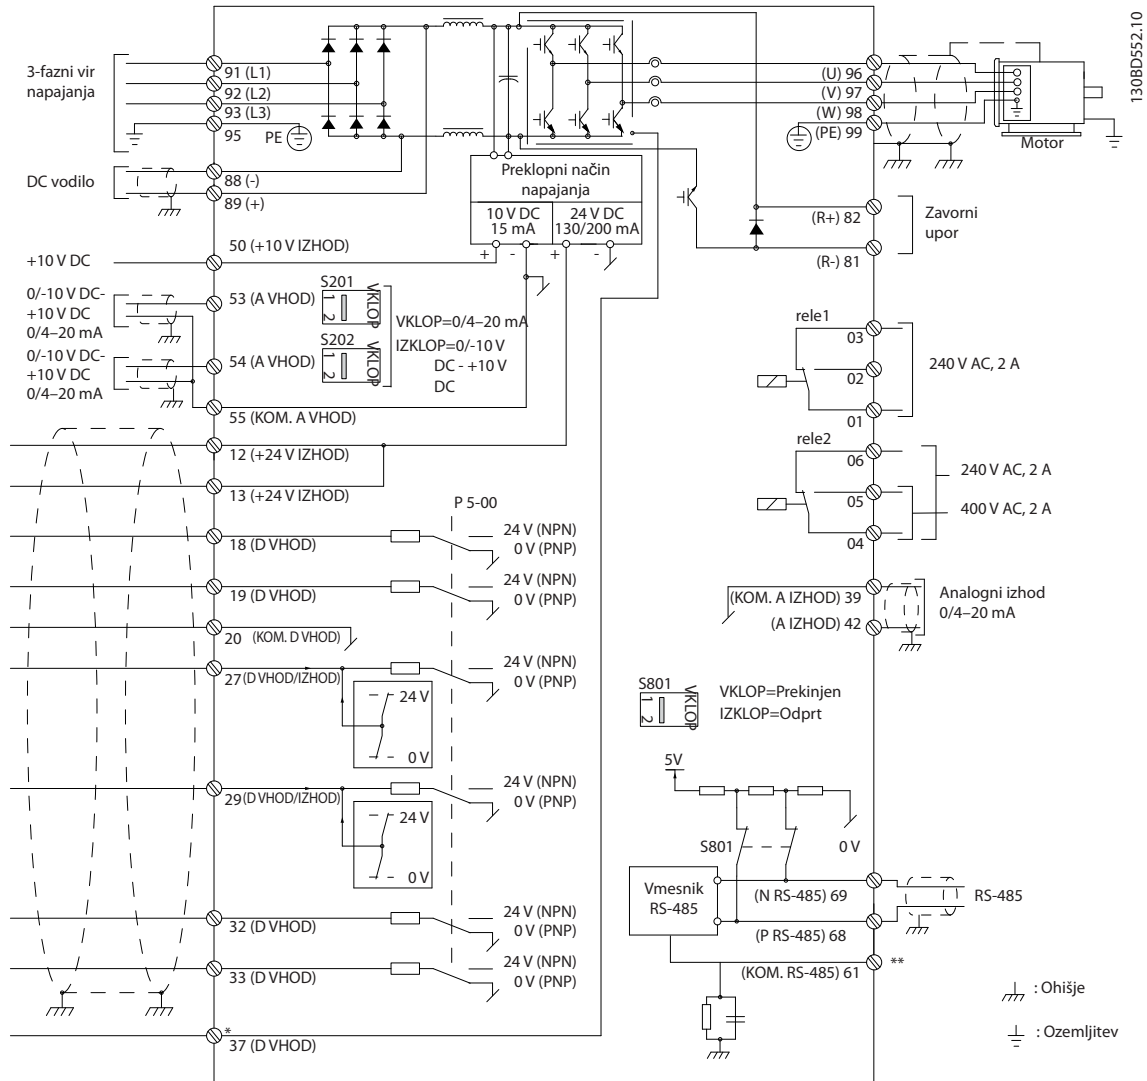 130BD552.10
3-fazni vir
napajanja
91 (L1)
92 (L2)
93 (L3)
95
PE
DC vodilo
88 (-)
89 (+)
50 (+10 V IZHOD)
+10 V DC
0/-10 V DC-
+10 V DC
0/4–20 mA
53 (A VHOD)
0/-10 V DC-
+10 V DC
0/4–20 mA
54 (A VHOD)
55 (KOM. A VHOD)
12 (+24 V IZHOD)
13 (+24 V IZHOD)
18 (D VHOD)
19 (D VHOD)
20 (KOM. D VHOD)
27 (D VHOD/IZHOD)
24 V
0 V
29 (D VHOD/IZHOD)
24 V
0 V
32 (D VHOD)
33 (D VHOD)
*
37 (D VHOD)
S201
1 2
VKLOP
S202
1 2
VKLOP
VKLOP=0/4–20 mA
IZKLOP=0/-10 V
DC - +10 V
DC
Preklopni način
napajanja
10 V DC
15 mA
24 V DC
130/200 mA
+ - + -
P 5-00
24 V (NPN)
0 V (PNP)
24 V (NPN)
0 V (PNP)
24 V (NPN)
0 V (PNP)
24 V (NPN)
0 V (PNP)
24 V (NPN)
0 V (PNP)
24 V (NPN)
0 V (PNP)
(U) 96
(V) 97
(W) 98
(PE) 99
Motor
(R+) 82
(R-) 81
Zavorni
upor
rele1
03
02
01
240 V AC, 2 A
rele2
06
05
04
240 V AC, 2 A
400 V AC, 2 A
(KOM. A IZHOD) 39
(A IZHOD) 42
Analogni izhod
0/4–20 mA
S801
1 2
VKLOP
VKLOP=Prekinjen
IZKLOP=Odprt
5V
S801
0 V
Vmesnik
RS-485
(N RS-485) 69
(P RS-485) 68
(KOM. RS-485) 61
**
RS-485
: Ohišje
: Ozemljitev